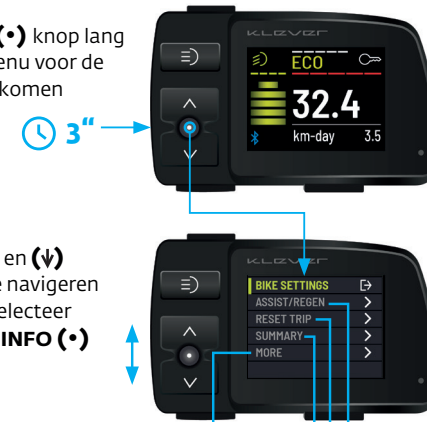 (•) knop lang
enu voor de
komen
3“
KLEVER
ECO
32.4
km-day 3.5
en (↓)
navigeren
electeer
INFO (•)
KLEVER
BIKE SETTINGS
ASSIST/REGEN
RESET TRIP
SUMMARY
MORE